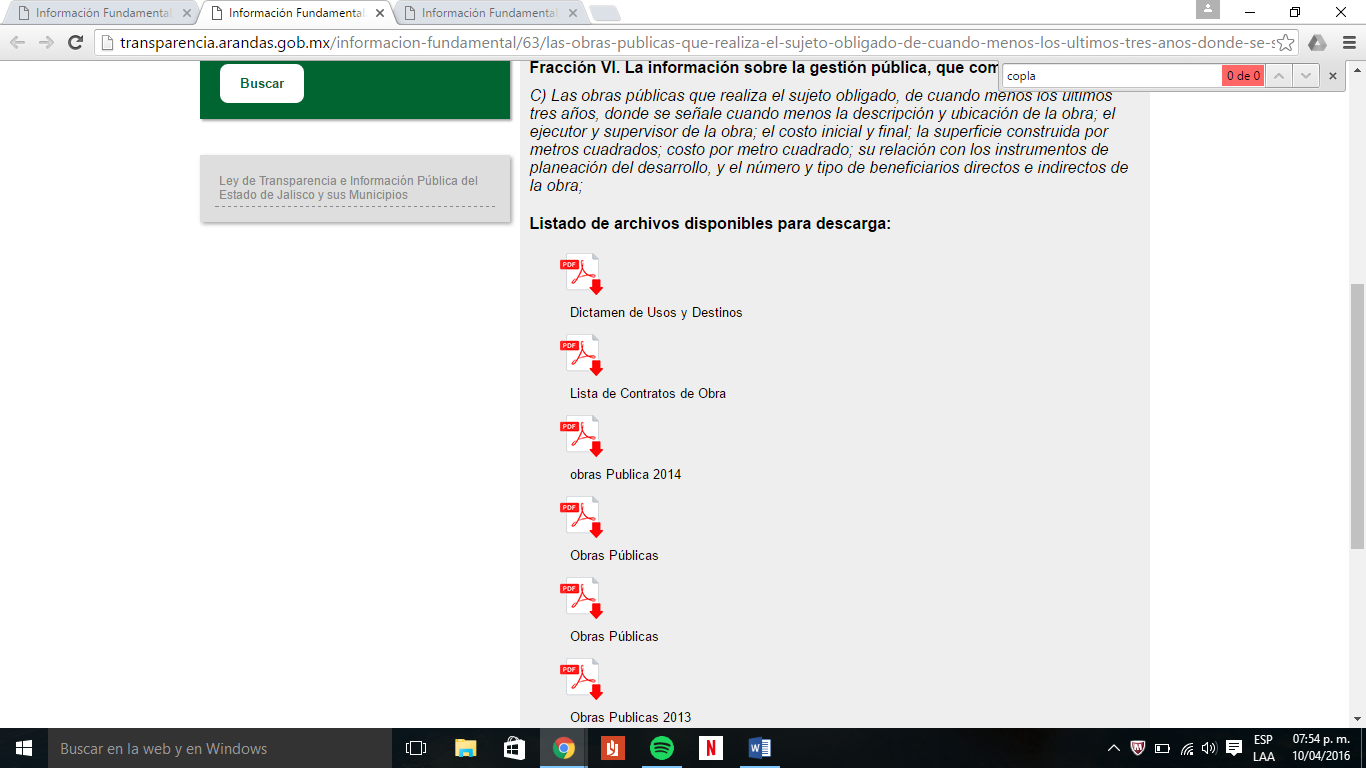 Información Fundamental
Información Fundamental
Información Fundamental
transparencia.arandas.gob.mx/informacion-fundamental/63/las-obras-publicas-que-realiza-el-sujeto-obligado-de-cuando-menos-los-ultimos-tres-anos-donde-se-s
copla
0 de 0
Buscar
Ley de Transparencia e Información Pública del
Estado de Jalisco y sus Municipios
Fracción VI. La información sobre la gestión pública, que com
C) Las obras públicas que realiza el sujeto obligado, de cuando menos los últimos
tres años, donde se señale cuando menos la descripción y ubicación de la obra; el
ejecutor y supervisor de la obra; el costo inicial y final; la superficie construida por
metros cuadrados; costo por metro cuadrado; su relación con los instrumentos de
planeación del desarrollo, y el número y tipo de beneficiarios directos e indirectos de
la obra;
Listado de archivos disponibles para descarga:
PDF
Dictamen de Usos y Destinos
PDF
Lista de Contratos de Obra
PDF
obras Publica 2014
PDF
Obras Públicas
PDF
Obras Públicas
PDF
Obras Publicas 2013
Buscar en la web y en Windows
ESP
LAA
07:54 p. m.
10/04/2016